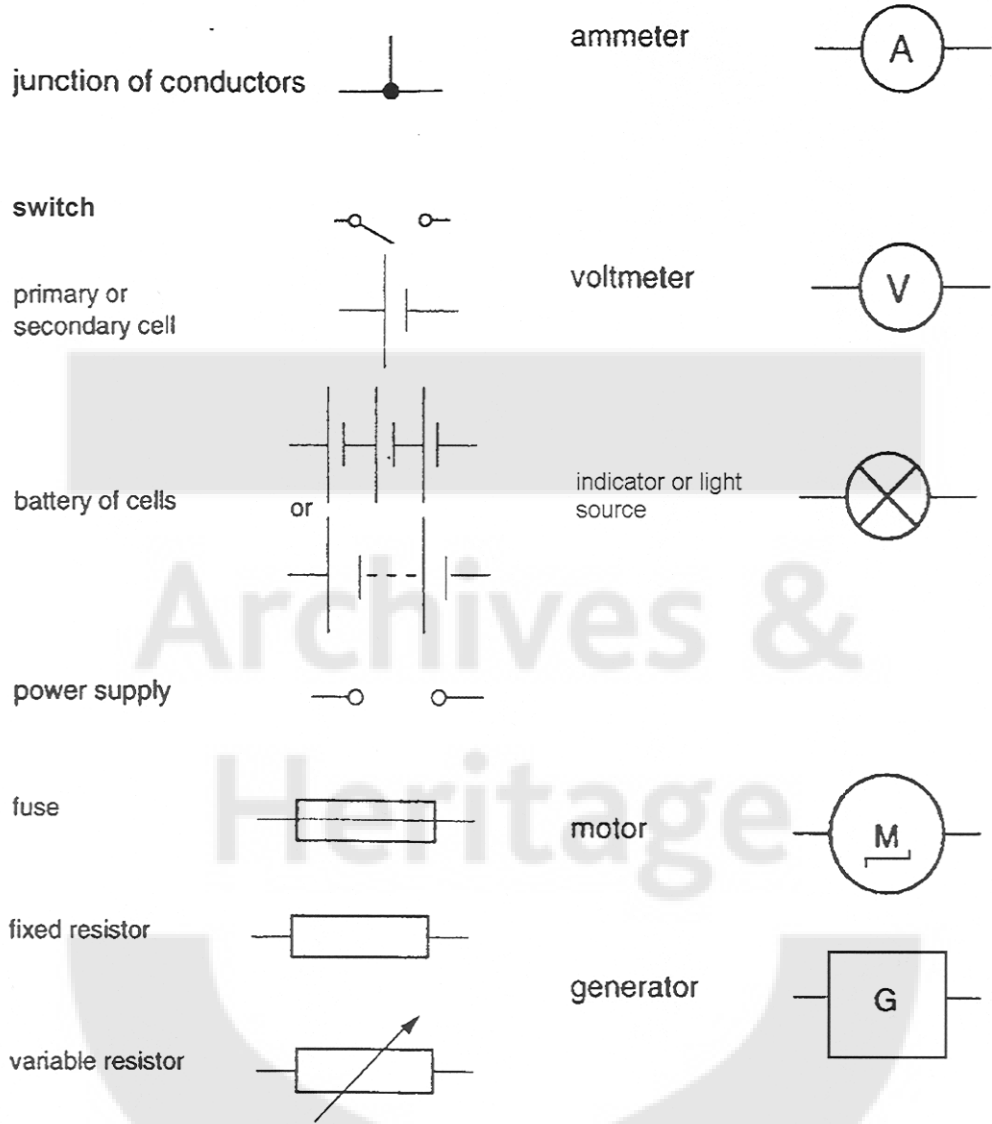 junction of conductors
switch
primary or
secondary cell
battery of cells
or
power supply
fuse
fixed resistor
variable resistor
ammeter
A
voltmeter
V
indicator or light
source
motor
M
generator
G
Archives &
Heritage